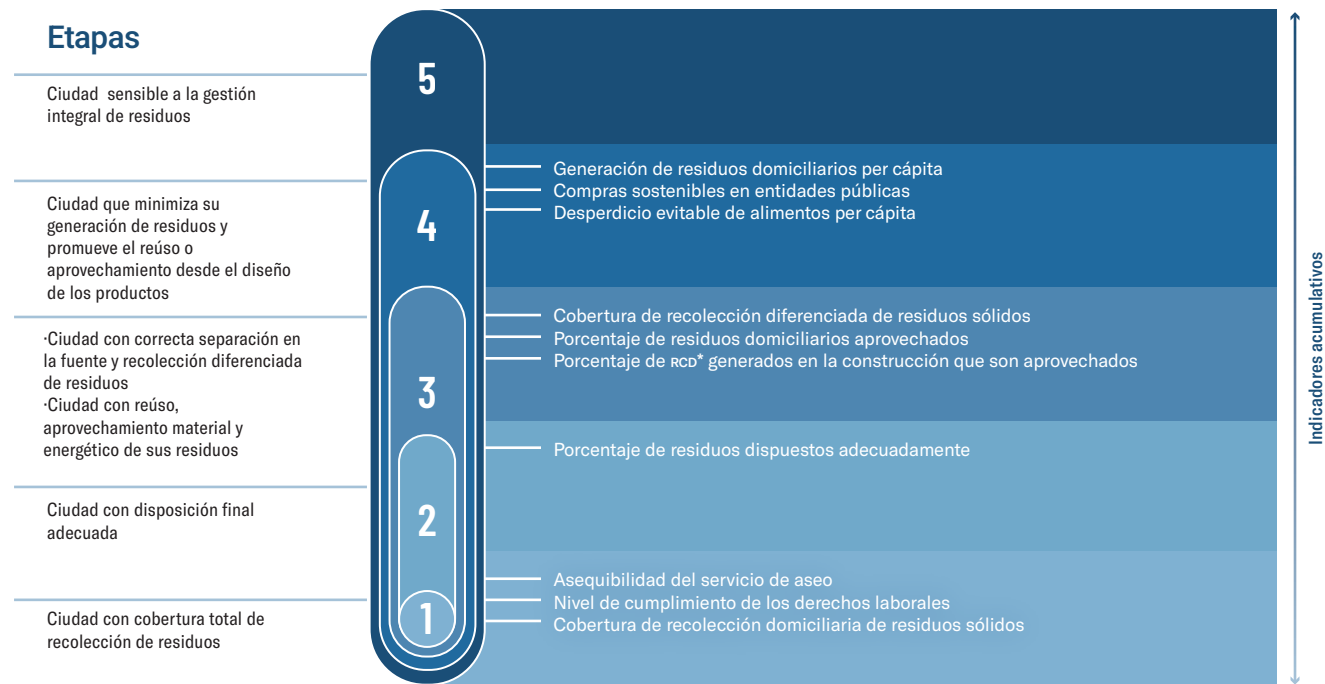 Etapas
5
Ciudad sensible a la gestión
integral de residuos
Ciudad que minimiza su
generación de residuos y
promueve el reúso o
aprovechamiento desde el diseño
de los productos
4
Generación de residuos domiciliarios per cápita
Compras sostenibles en entidades públicas
Desperdicio evitable de alimentos per cápita
·Ciudad con correcta separación en
la fuente y recolección diferenciada
de residuos
·Ciudad con reúso,
aprovechamiento material y
energético de sus residuos
3
Cobertura de recolección diferenciada de residuos sólidos
Porcentaje de residuos domiciliarios aprovechados
Porcentaje de RCD* generados en la construcción que son aprovechados
Ciudad con disposición final
adecuada
2
Porcentaje de residuos dispuestos adecuadamente
Ciudad con cobertura total de
recolección de residuos
1
Asequibilidad del servicio de aseo
Nivel de cumplimiento de los derechos laborales
Cobertura de recolección domiciliaria de residuos sólidos
Indicadores acumulativos